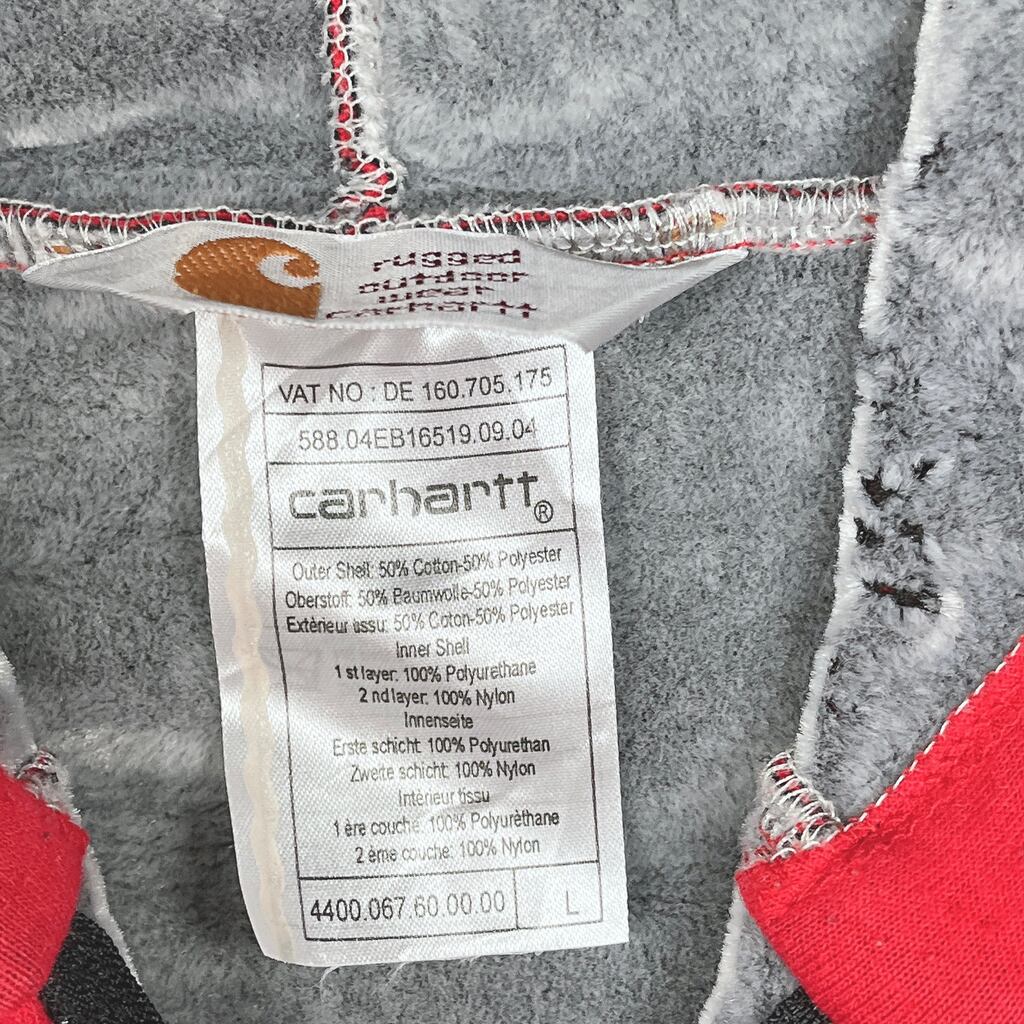 rugged
outdoor
wear
carhartt
VAT NO : DE 160.705.175
588.04EB16519.09.04
carhartt®
Outer Shell: 50% Cotton-50% Polyester
Oberstoff: 50% Baumwolle-50% Polyester
Extèrieur tissu: 50% Coton-50% Polyester
Inner Shell
1 st layer: 100% Polyurethane
2 nd layer: 100% Nylon
Innenseite
Erste schicht: 100% Polyurethan
Zweite schicht: 100% Nylon
Intèrieur tissu
1 ère couche: 100% Polyurèthane
2 ème couche: 100% Nylon
4400.067.60.00.00 L